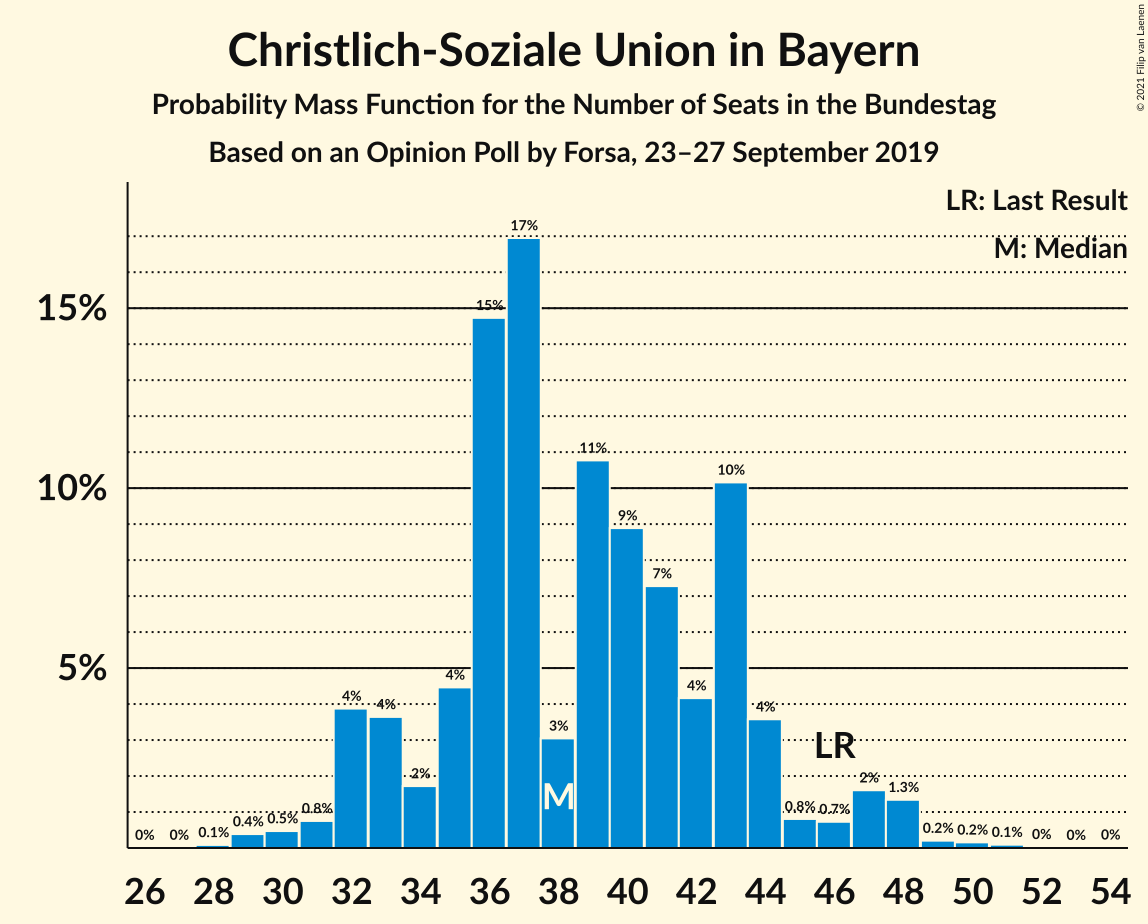 Christlich-Soziale Union in Bayern
Probability Mass Function for the Number of Seats in the Bundestag
Based on an Opinion Poll by Forsa, 23–27 September 2019
© 2021 Filip van Laenen
LR: Last Result
M: Median
15%
10%
5%
0% 0% 0.1% 0.4% 0.5% 0.8% 4% 4% 2% 4% 15% 17% 3% 11% 9% 7% 4% 10% 4% 0.8% 0.7% 2% 1.3% 0.2% 0.2% 0.1% 0% 0% 0%
LR
M
26 28 30 32 34 36 38 40 42 44 46 48 50 52 54